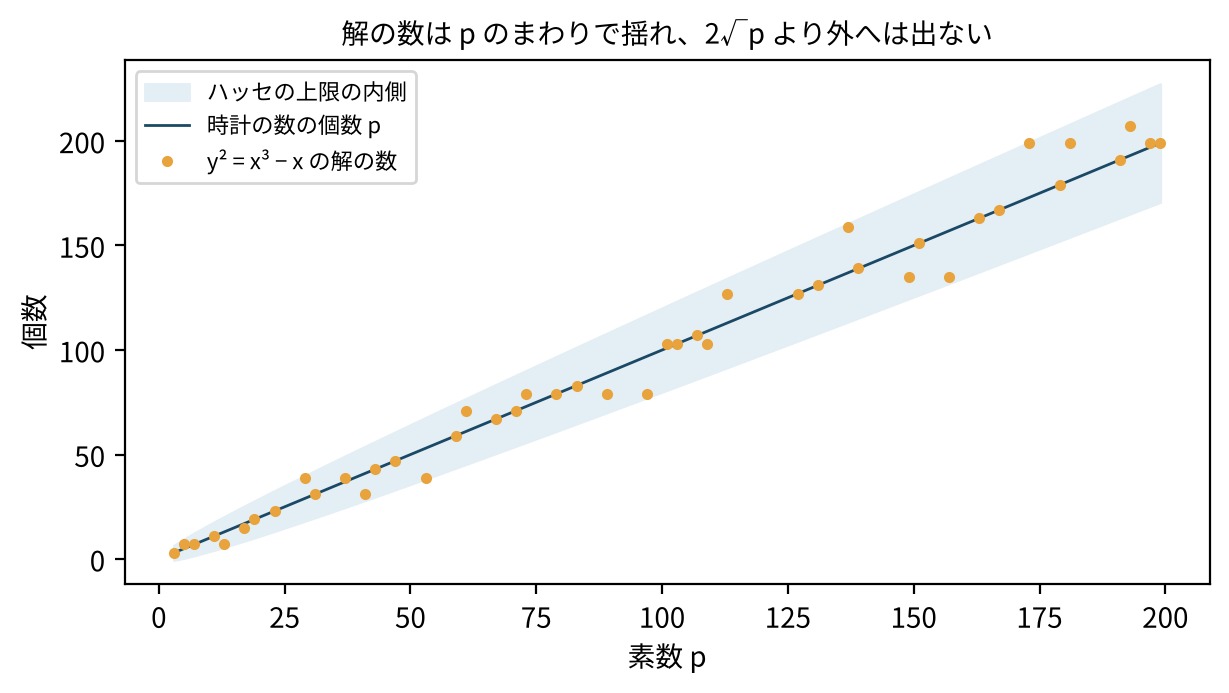 解の数は p のまわりで揺れ、2√p より外へは出ない
ハッセの上限の内側
時計の数の個数 p
y² = x³ − x の解の数
個数
200
150
100
50
0
0 25 50 75 100 125 150 175 200
素数 p